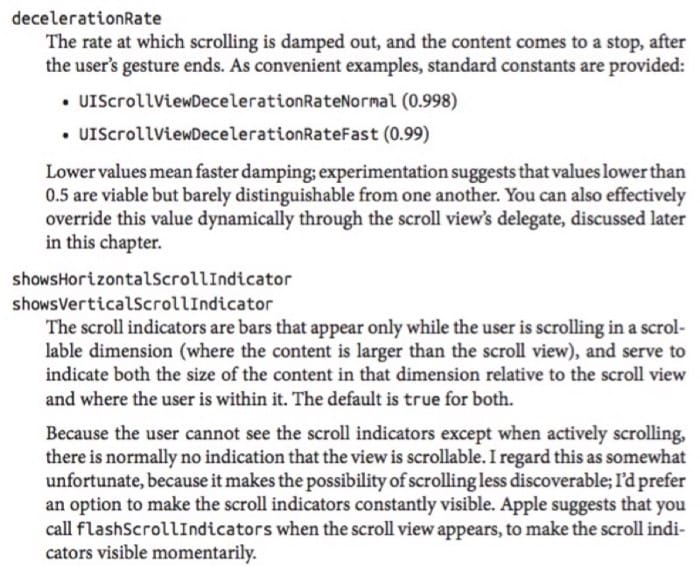 decelerationRate
The rate at which scrolling is damped out, and the content comes to a stop, after
the user's gesture ends. As convenient examples, standard constants are provided:
• UIScrollViewDecelerationRateNormal (0.998)
• UIScrollViewDecelerationRateFast (0.99)
Lower values mean faster damping; experimentation suggests that values lower than
0.5 are viable but barely distinguishable from one another. You can also effectively
override this value dynamically through the scroll view's delegate, discussed later
in this chapter.
showsHorizontalScrollIndicator
showsVerticalScrollIndicator
The scroll indicators are bars that appear only while the user is scrolling in a scrol-
lable dimension (where the content is larger than the scroll view), and serve to
indicate both the size of the content in that dimension relative to the scroll view
and where the user is within it. The default is true for both.
Because the user cannot see the scroll indicators except when actively scrolling,
there is normally no indication that the view is scrollable. I regard this as somewhat
unfortunate, because it makes the possibility of scrolling less discoverable; I'd prefer
an option to make the scroll indicators constantly visible. Apple suggests that you
call flashScrollIndicators when the scroll view appears, to make the scroll indi-
cators visible momentarily.